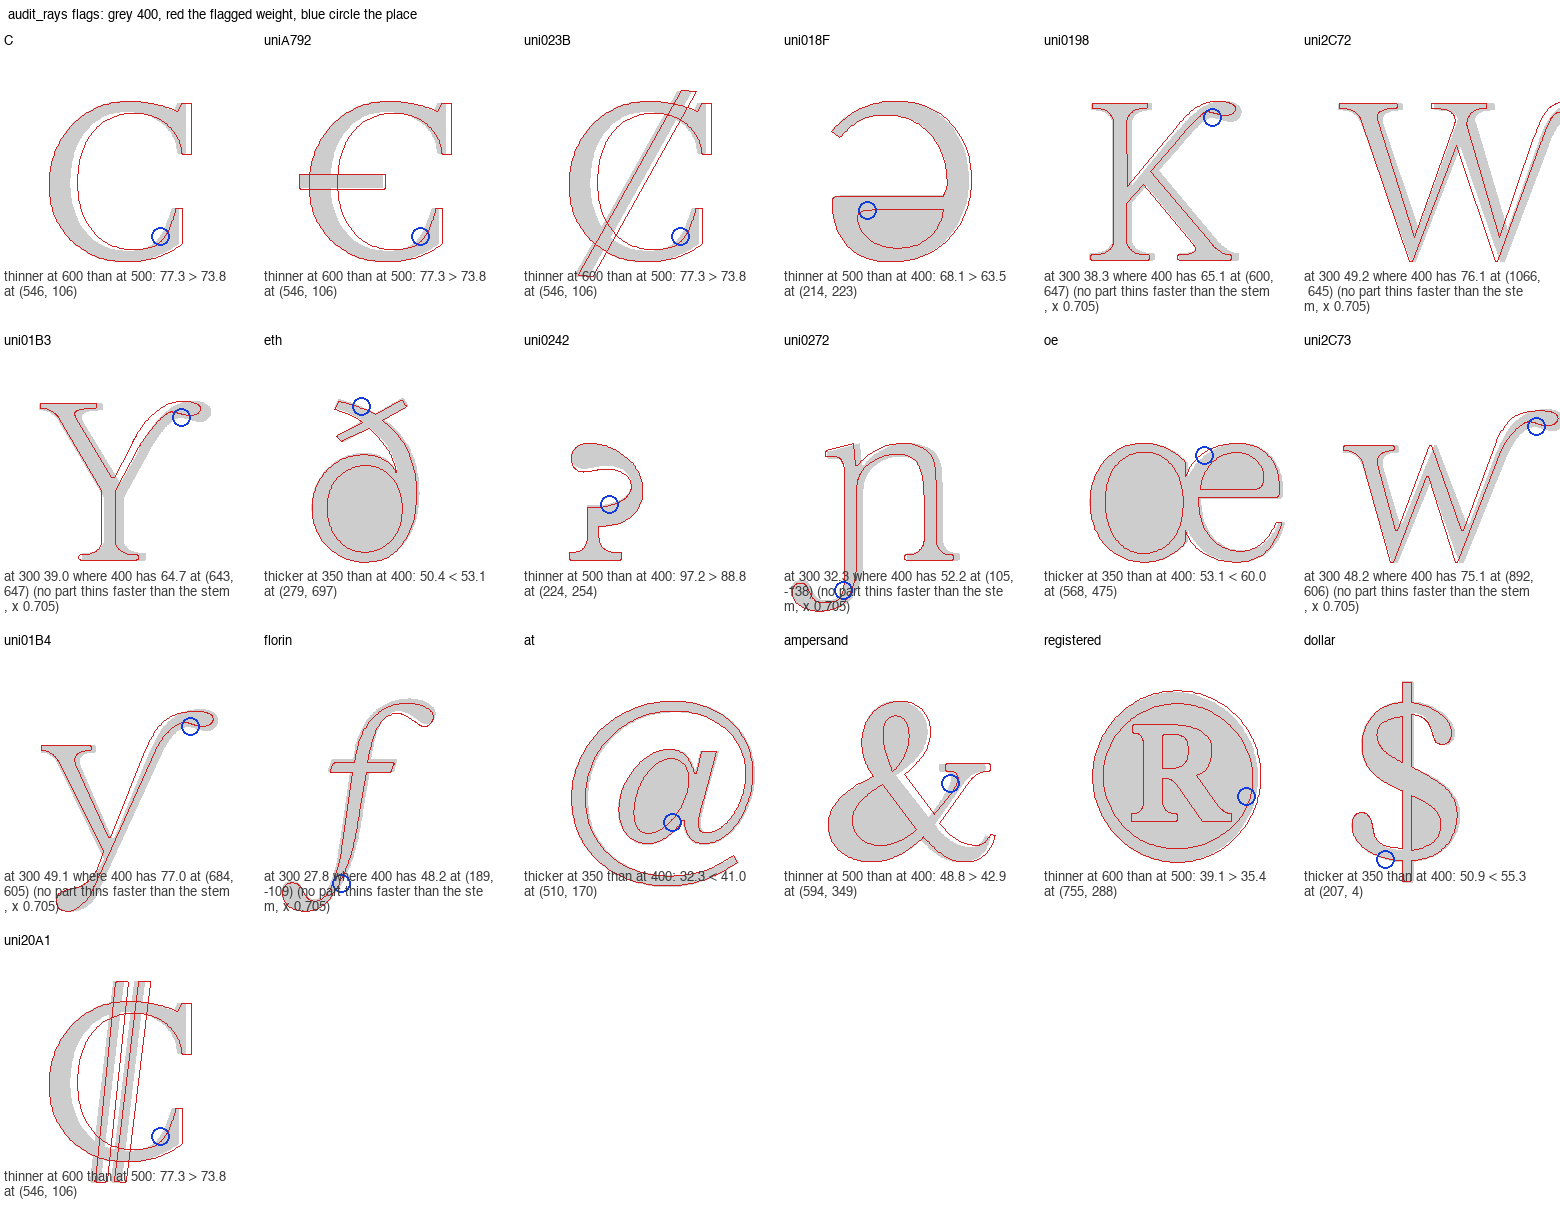 audit_rays flags: grey 400, red the flagged weight, blue circle the place
C
uniA792
uni023B
uni018F
uni0198
uni2C72
C
Є
₡
Ə
Ƙ
Ⱳ
thinner at 600 than at 500: 77.3 > 73.8
at (546, 106)
thinner at 600 than at 500: 77.3 > 73.8
at (546, 106)
thinner at 600 than at 500: 77.3 > 73.8
at (546, 106)
thinner at 500 than at 400: 68.1 > 63.5
at (214, 223)
at 300 38.3 where 400 has 65.1 at (600,
647) (no part thins faster than the stem
, x 0.705)
at 300 49.2 where 400 has 76.1 at (1066,
645) (no part thins faster than the ste
m, x 0.705)
uni01B3
eth
uni0242
uni0272
oe
uni2C73
Ƴ
ð
ɂ
ɲ
œ
ⱳ
at 300 39.0 where 400 has 64.7 at (643,
647) (no part thins faster than the stem
, x 0.705)
thicker at 350 than at 400: 50.4 < 53.1
at (279, 697)
thinner at 500 than at 400: 97.2 > 88.8
at (224, 254)
at 300 32.3 where 400 has 52.2 at (105,
-138) (no part thins faster than the ste
m, x 0.705)
thicker at 350 than at 400: 53.1 < 60.0
at (568, 475)
at 300 48.2 where 400 has 75.1 at (892,
606) (no part thins faster than the stem
, x 0.705)
uni01B4
florin
at
ampersand
registered
dollar
ƴ
ƒ
@
&
®
$
at 300 49.1 where 400 has 77.0 at (684,
605) (no part thins faster than the stem
, x 0.705)
at 300 27.8 where 400 has 48.2 at (189,
-109) (no part thins faster than the ste
m, x 0.705)
thicker at 350 than at 400: 32.3 < 41.0
at (510, 170)
thinner at 500 than at 400: 48.8 > 42.9
at (594, 349)
thinner at 600 than at 500: 39.1 > 35.4
at (755, 288)
thicker at 350 than at 400: 50.9 < 55.3
at (207, 4)
uni20A1
₡
thinner at 600 than at 500: 77.3 > 73.8
at (546, 106)